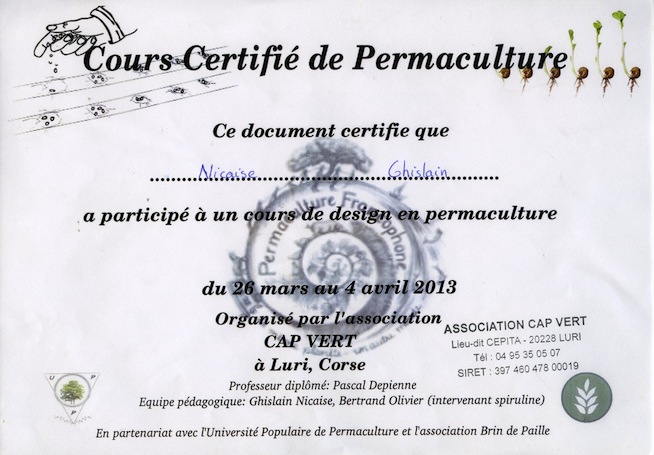 Cours Certifié de Permaculture
Ce document certifie que
Nicaise Ghislain
a participé à un cours de design en permaculture
Permaculture Francophone
du 26 mars au 4 avril 2013
Organisé par l'association
CAP VERT
à Luri, Corse
ASSOCIATION CAP VERT
Lieu-dit CEPITA - 20228 LURI
Tél : 04 95 35 05 07
SIRET : 397 460 478 00019
Professeur diplômé: Pascal Depienne
Equipe pédagogique: Ghislain Nicaise, Bertrand Olivier (intervenant spiruline)
U P P
En partenariat avec l'Université Populaire de Permaculture et l'association Brin de Paille